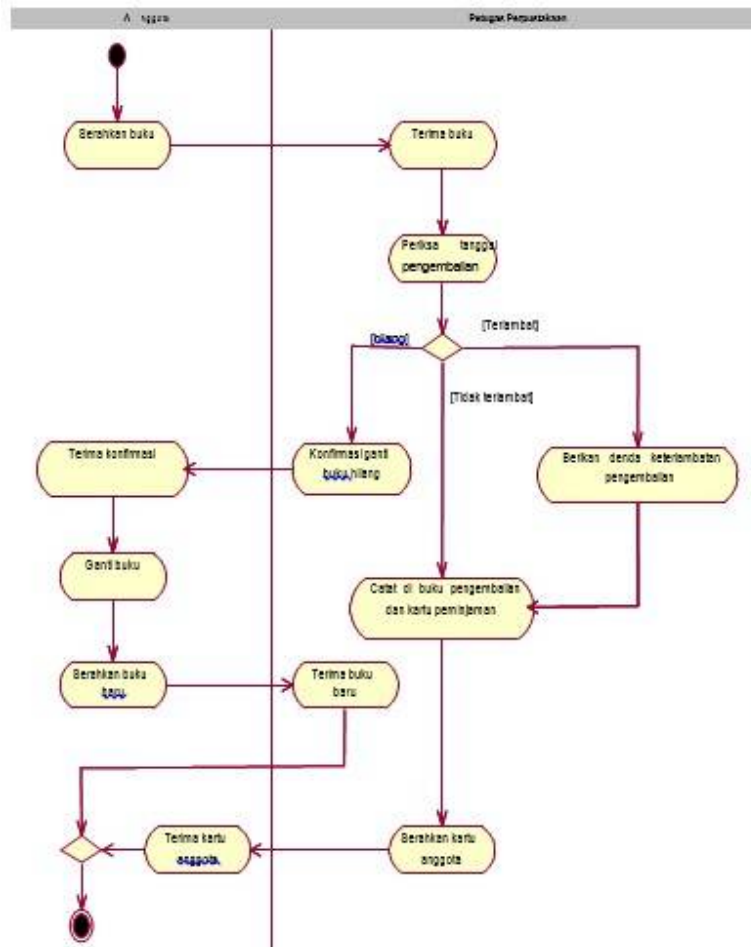 A nggota
Petugas Perpustakaan
Serahkan buku
Terima buku
Periksa tanggal
pengembalian
[hilang]
[Terlambat]
[Tidak terlambat]
Terima konfirmasi
Konfirmasi ganti
buku hilang
Berikan denda keterlambatan
pengembalian
Ganti buku
Catat di buku pengembalian
dan kartu peminjaman
Serahkan buku
baru
Terima buku
baru
Terima kartu
anggota
Serahkan kartu
anggota